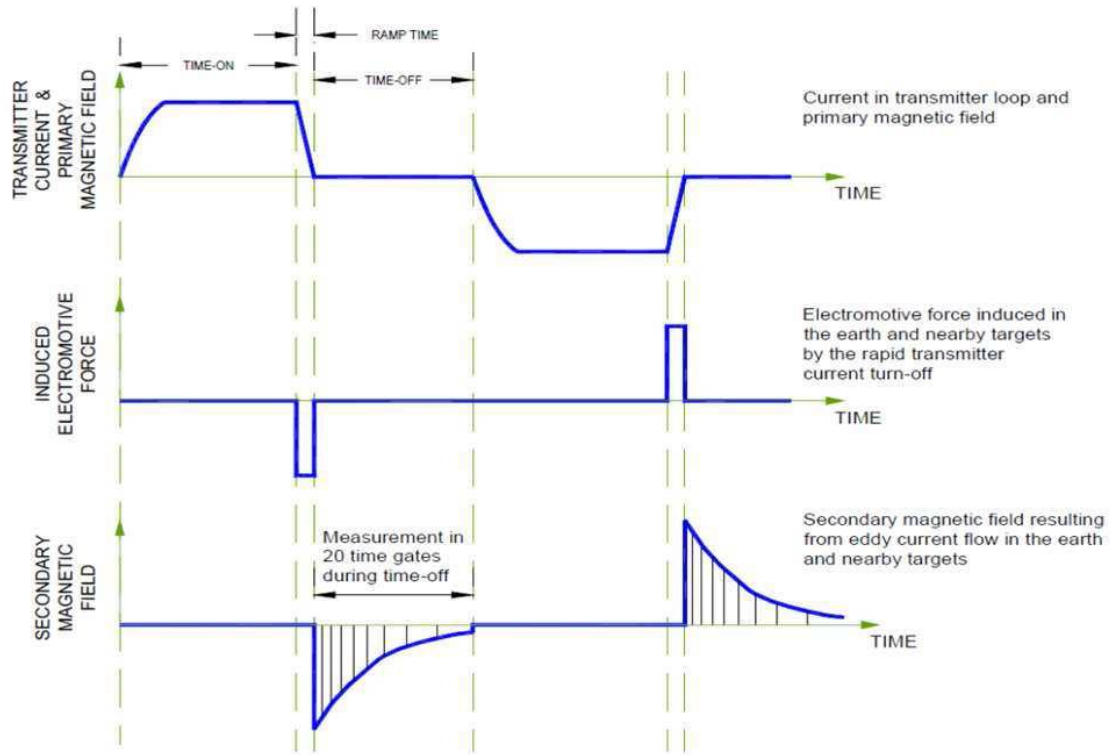 RAMP TIME
TIME-ON
TIME-OFF
TRANSMITTER
CURRENT &
PRIMARY
MAGNETIC FIELD
Current in transmitter loop and
primary magnetic field
TIME
INDUCED
ELECTROMOTIVE
FORCE
Electromotive force induced in
the earth and nearby targets
by the rapid transmitter
current turn-off
TIME
SECONDARY
MAGNETIC
FIELD
Measurement in
20 time gates
during time-off
Secondary magnetic field resulting
from eddy current flow in the earth
and nearby targets
TIME